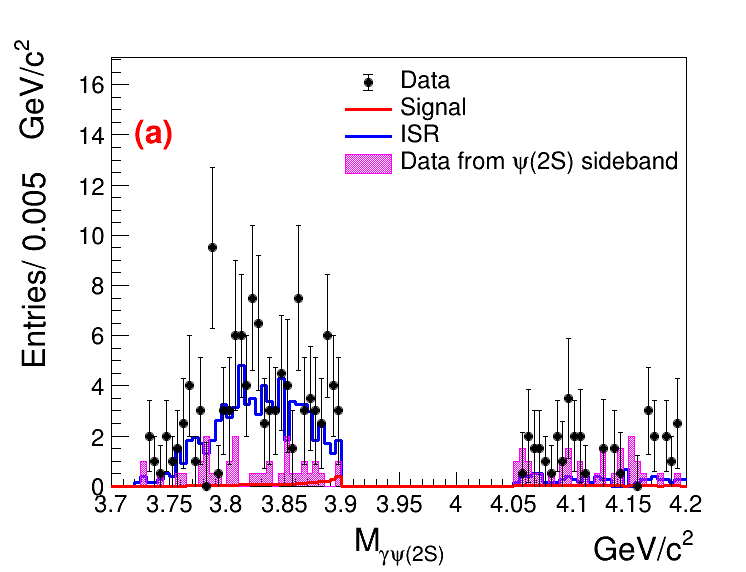 Entries/ 0.005 GeV/c²
16
14
12
10
8
6
4
2
0
(a)
Data
Signal
ISR
Data from ψ(2S) sideband
3.7 3.75 3.8 3.85 3.9 3.95 4 4.05 4.1 4.15 4.2
M_γψ(2S) GeV/c²